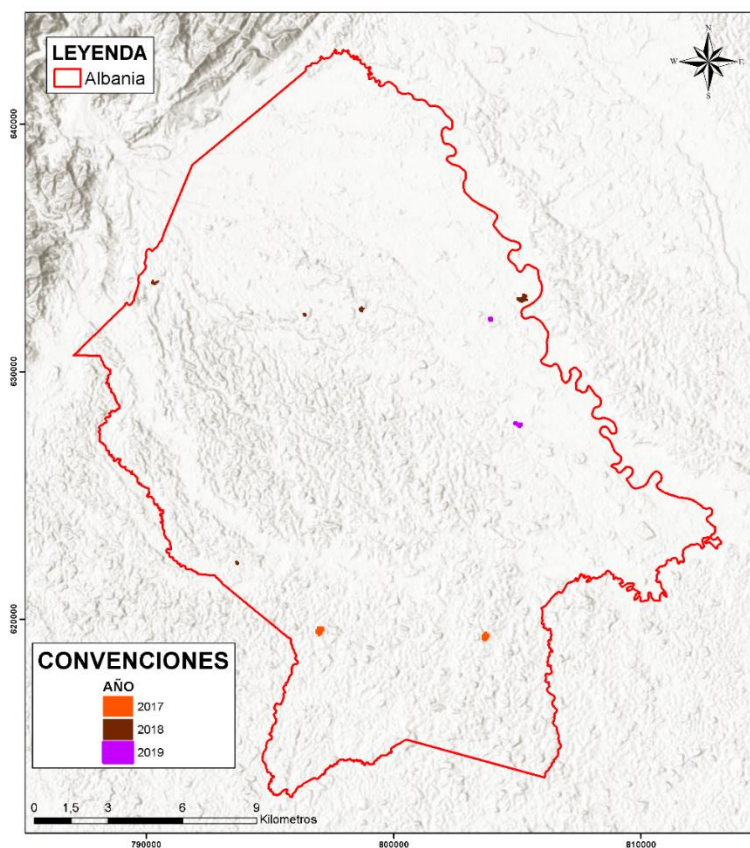 LEYENDA
Albania
N
W
E
S
640000
630000
620000
CONVENCIONES
AÑO
2017
2018
2019
0 1,5 3 6 9
Kilometros
790000 800000 810000